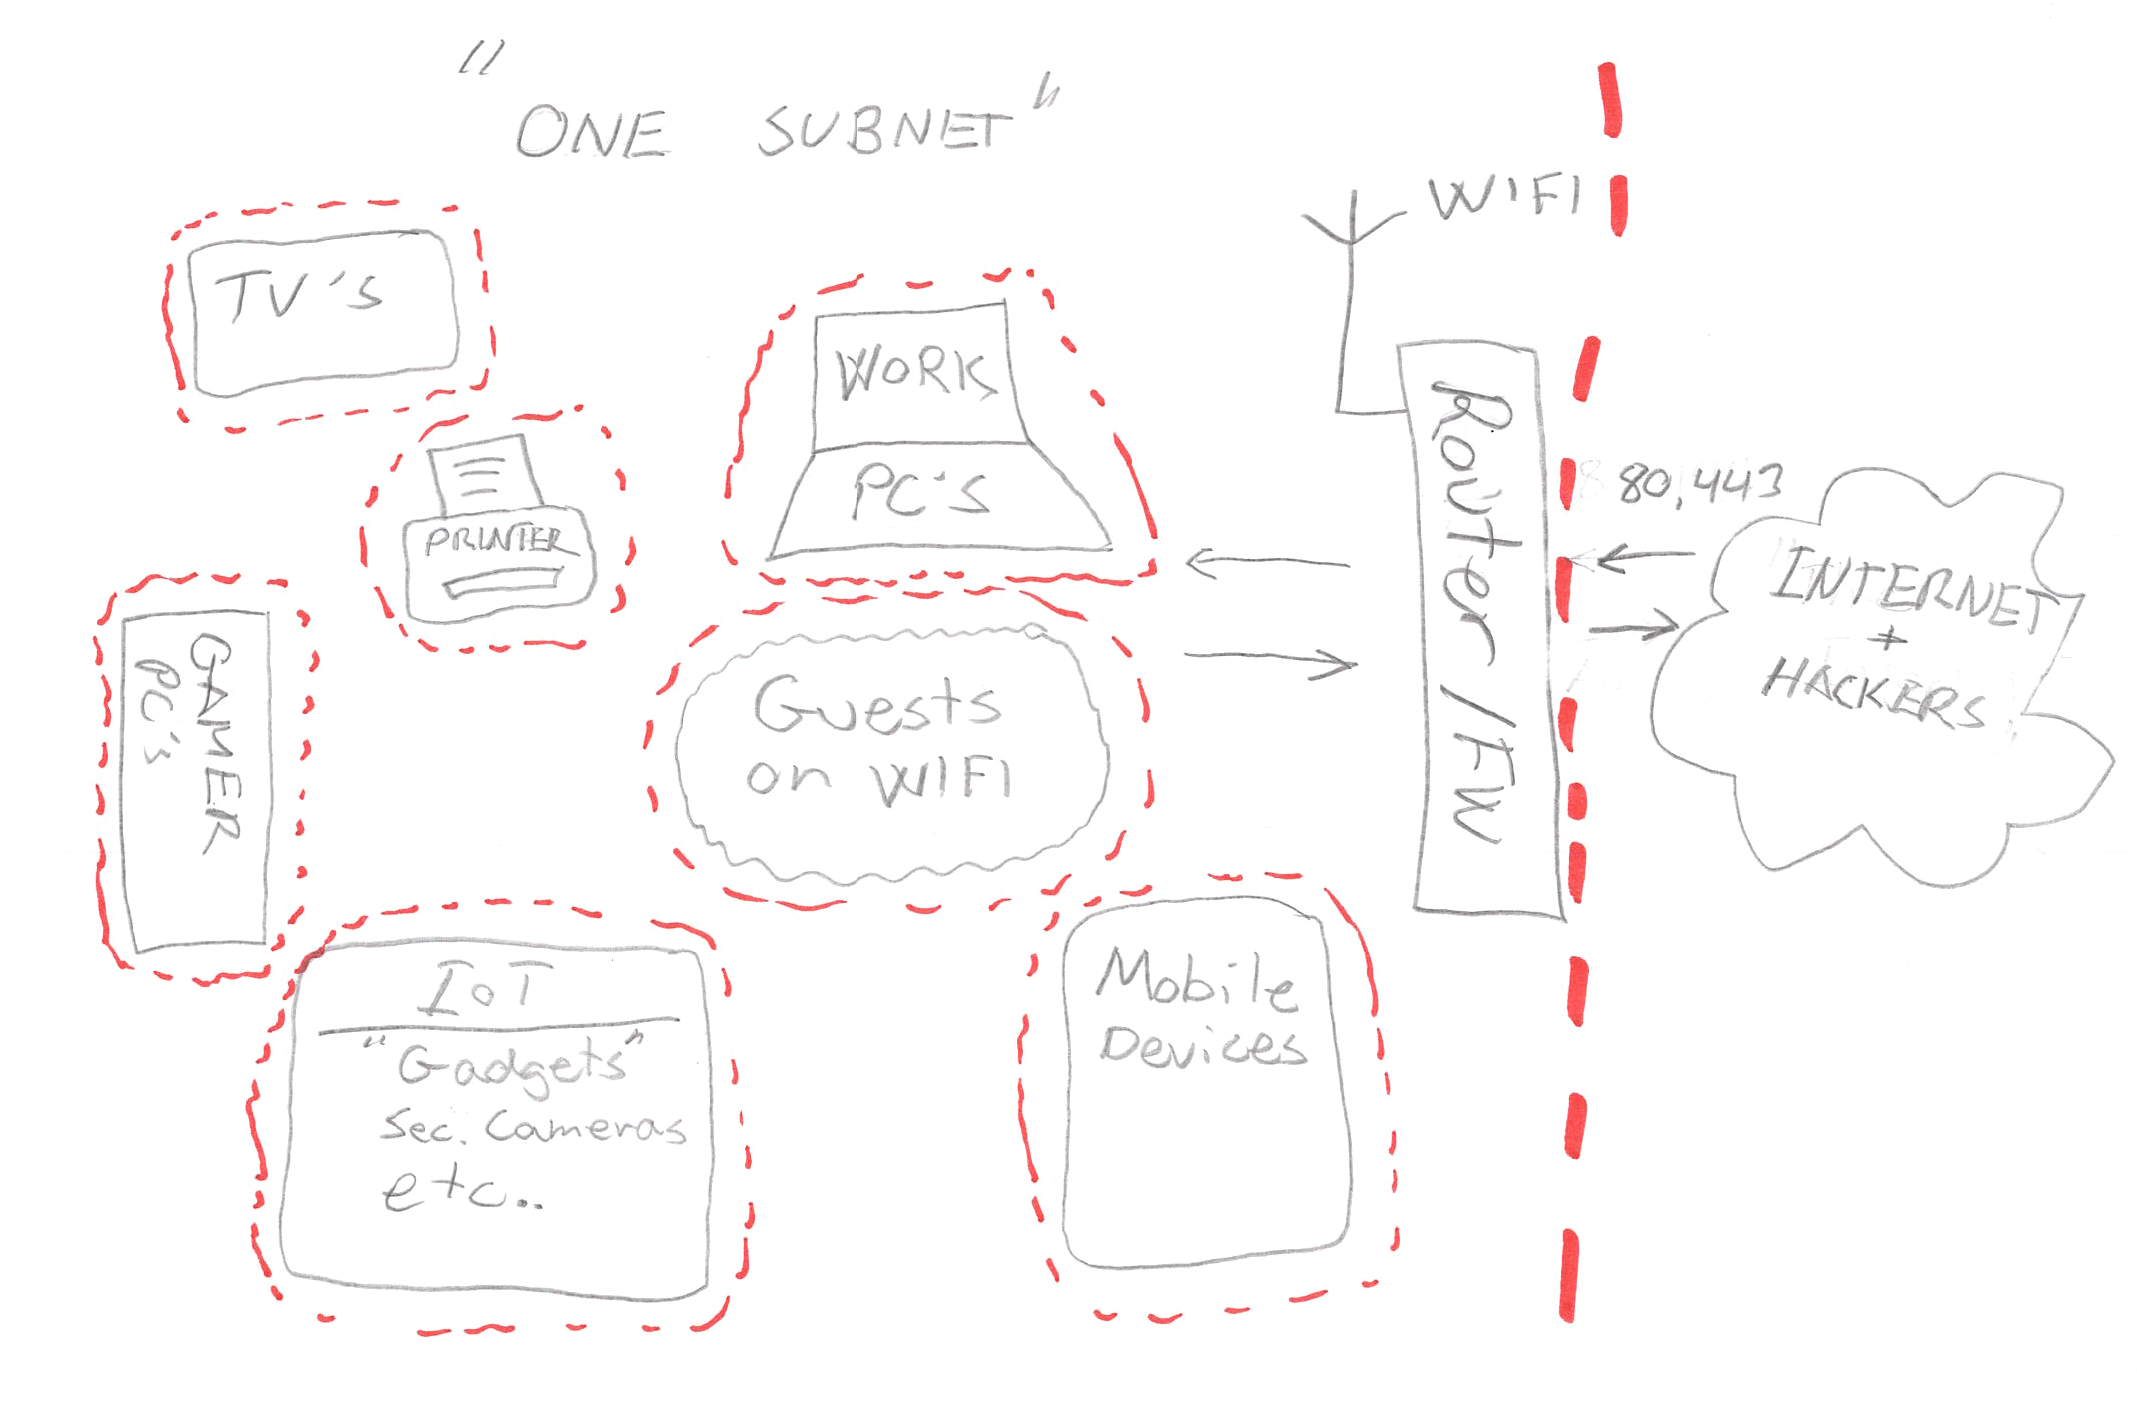 "ONE SUBNET"
WIFI
TV'S
WORK
PC'S
PRINTER
GAMER
PC's
Guests
on WIFI
Router/FW
80,443
INTERNET
+
HACKERS
IoT
"Gadgets"
Sec. Cameras
etc..
Mobile
Devices